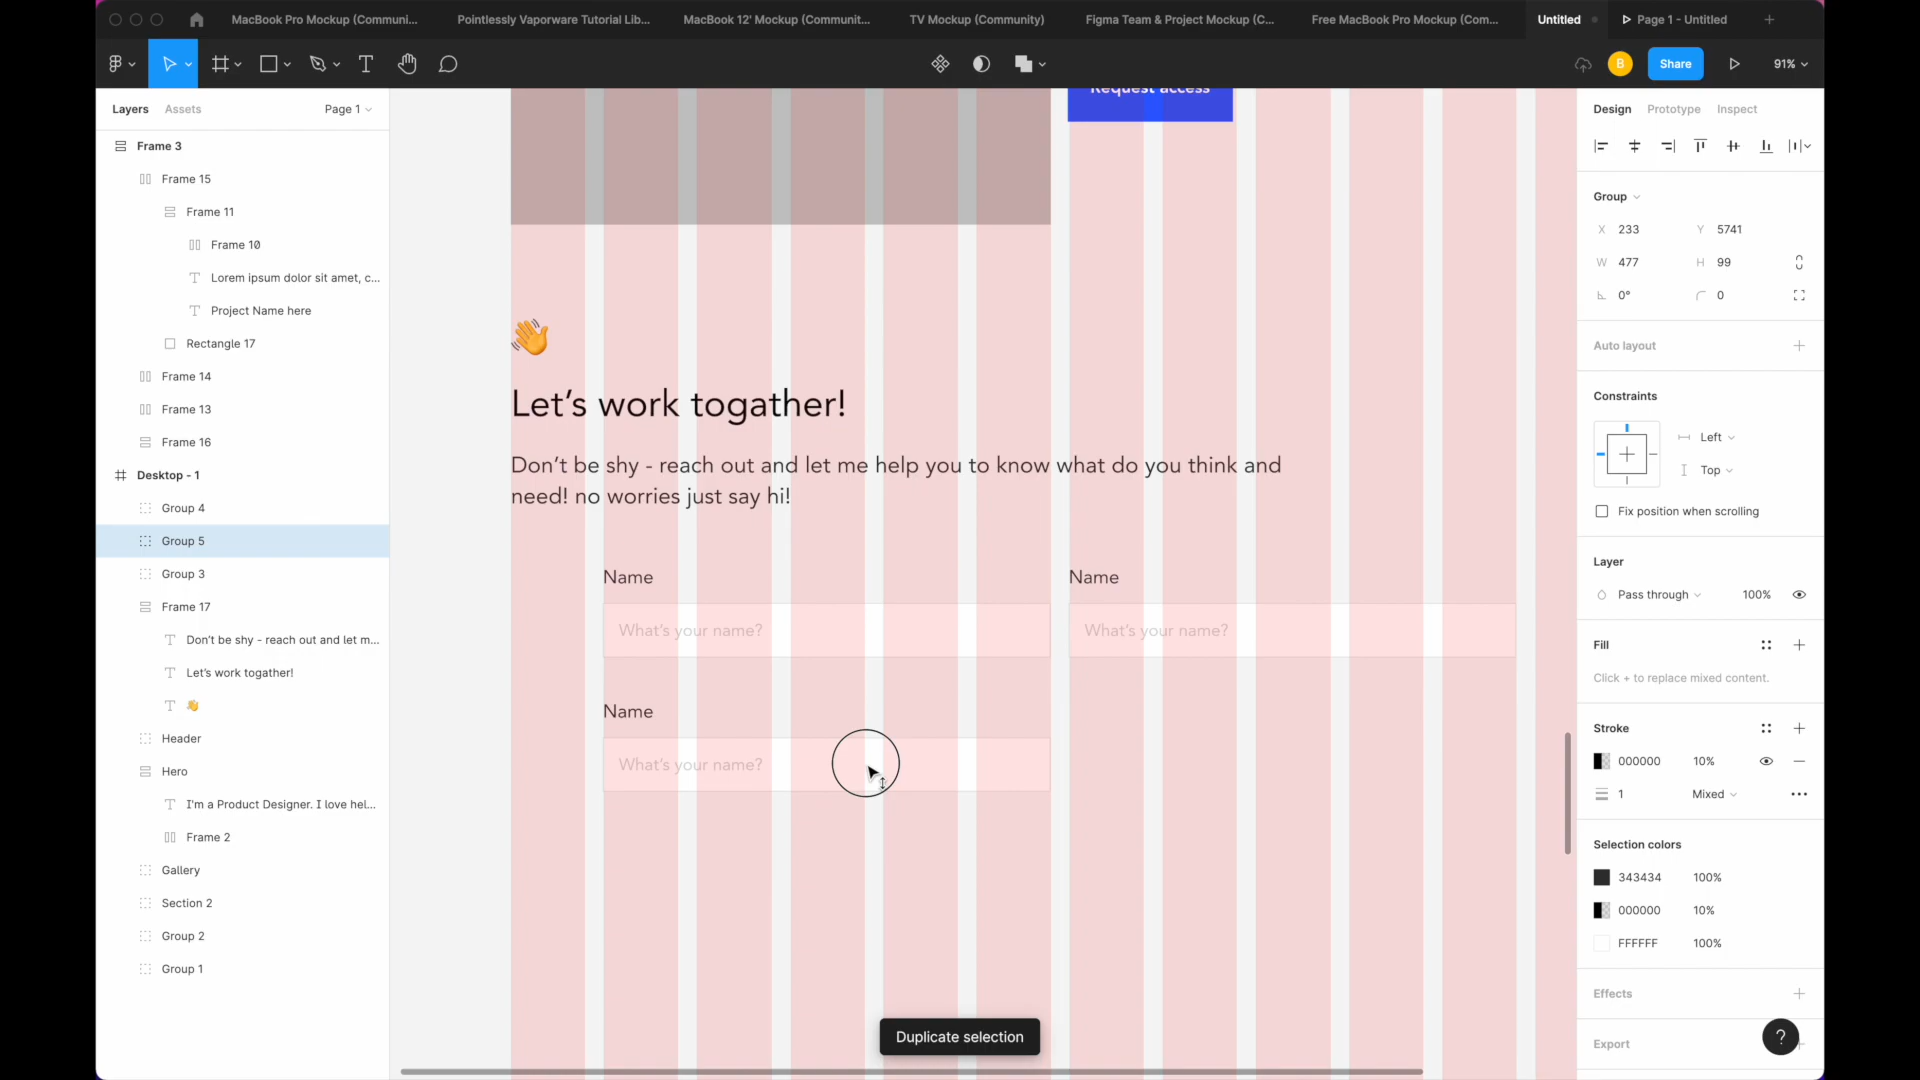 MacBook Pro Mockup (Communi...
Pointlessly Vaporware Tutorial Lib...
MacBook 12' Mockup (Communit...
TV Mockup (Community)
Figma Team & Project Mockup (C...
Free MacBook Pro Mockup (Com...
Untitled
Page 1 - Untitled
B
Share
91%
Layers
Assets
Page 1
Frame 3
Frame 15
Frame 11
Frame 10
Lorem ipsum dolor sit amet, c...
Project Name here
Rectangle 17
Frame 14
Frame 13
Frame 16
Desktop - 1
Group 4
Group 5
Group 3
Frame 17
Don't be shy - reach out and let m...
Let's work togather!
👋
Header
Hero
I'm a Product Designer. I love hel...
Frame 2
Gallery
Section 2
Group 2
Group 1
Request access
👋
Let's work togather!
Don't be shy - reach out and let me help you to know what do you think and
need! no worries just say hi!
Name
Name
What's your name?
What's your name?
Name
What's your name?
Duplicate selection
Design
Prototype
Inspect
Group
X 233
Y 5741
W 477
H 99
0°
0
Auto layout
Constraints
Left
Top
Fix position when scrolling
Layer
Pass through
100%
Fill
Click + to replace mixed content.
Stroke
000000
10%
1
Mixed
Selection colors
343434
100%
000000
10%
FFFFFF
100%
Effects
Export
?